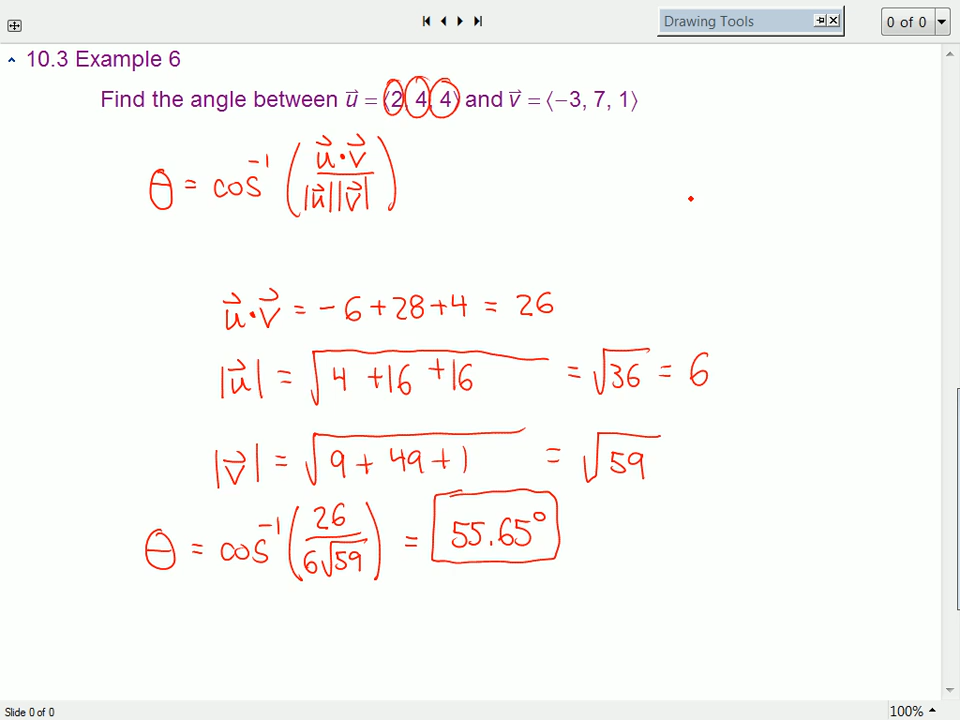 Drawing Tools
0 of 0
10.3 Example 6
Find the angle between u⃗ = ⟨2, 4, 4⟩ and v⃗ = ⟨−3, 7, 1⟩
θ = cos⁻¹ (u⃗·v⃗ / |u⃗||v⃗|)
u⃗·v⃗ = −6+28+4 = 26
|u⃗| = √(4 +16 +16) = √36 = 6
|v⃗| = √(9 + 49 + 1) = √59
θ = cos⁻¹ (26 / 6√59) = 55.65°
Slide 0 of 0
100%